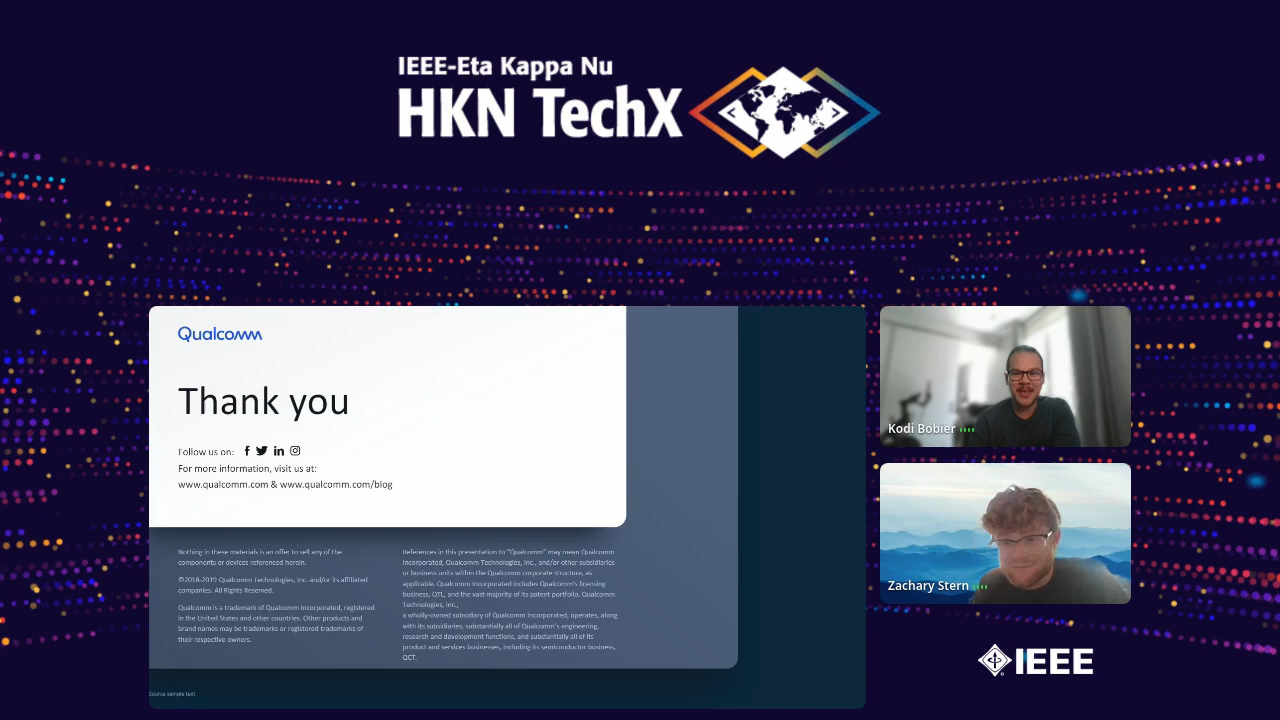 IEEE-Eta Kappa Nu
HKN TechX
Qualcomm
Thank you
Follow us on:
For more information, visit us at:
www.qualcomm.com & www.qualcomm.com/blog
Nothing in these materials is an offer to sell any of the
components or devices referenced herein.
©2018-2019 Qualcomm Technologies, Inc. and/or its affiliated
companies. All Rights Reserved.
Qualcomm is a trademark of Qualcomm Incorporated, registered
in the United States and other countries. Other products and
brand names may be trademarks or registered trademarks of
their respective owners.
References in this presentation to "Qualcomm" may mean Qualcomm
Incorporated, Qualcomm Technologies, Inc., and/or other subsidiaries
or business units within the Qualcomm corporate structure, as
applicable. Qualcomm Incorporated includes Qualcomm's licensing
business, QTL, and the vast majority of its patent portfolio. Qualcomm
Technologies, Inc.,
a wholly-owned subsidiary of Qualcomm Incorporated, operates, along
with its subsidiaries, substantially all of Qualcomm's engineering,
research and development functions, and substantially all of its
product and services businesses, including its semiconductor business,
QCT.
Source sample text
Kodi Bobier
Zachary Stern
IEEE